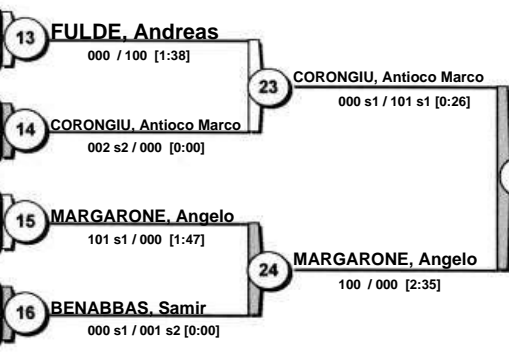 13
FULDE, Andreas
000 / 100 [1:38]
14
CORONGIU, Antioco Marco
002 s2 / 000 [0:00]
23
CORONGIU, Antioco Marco
000 s1 / 101 s1 [0:26]
15
MARGARONE, Angelo
101 s1 / 000 [1:47]
16
BENABBAS, Samir
000 s1 / 001 s2 [0:00]
24
MARGARONE, Angelo
100 / 000 [2:35]